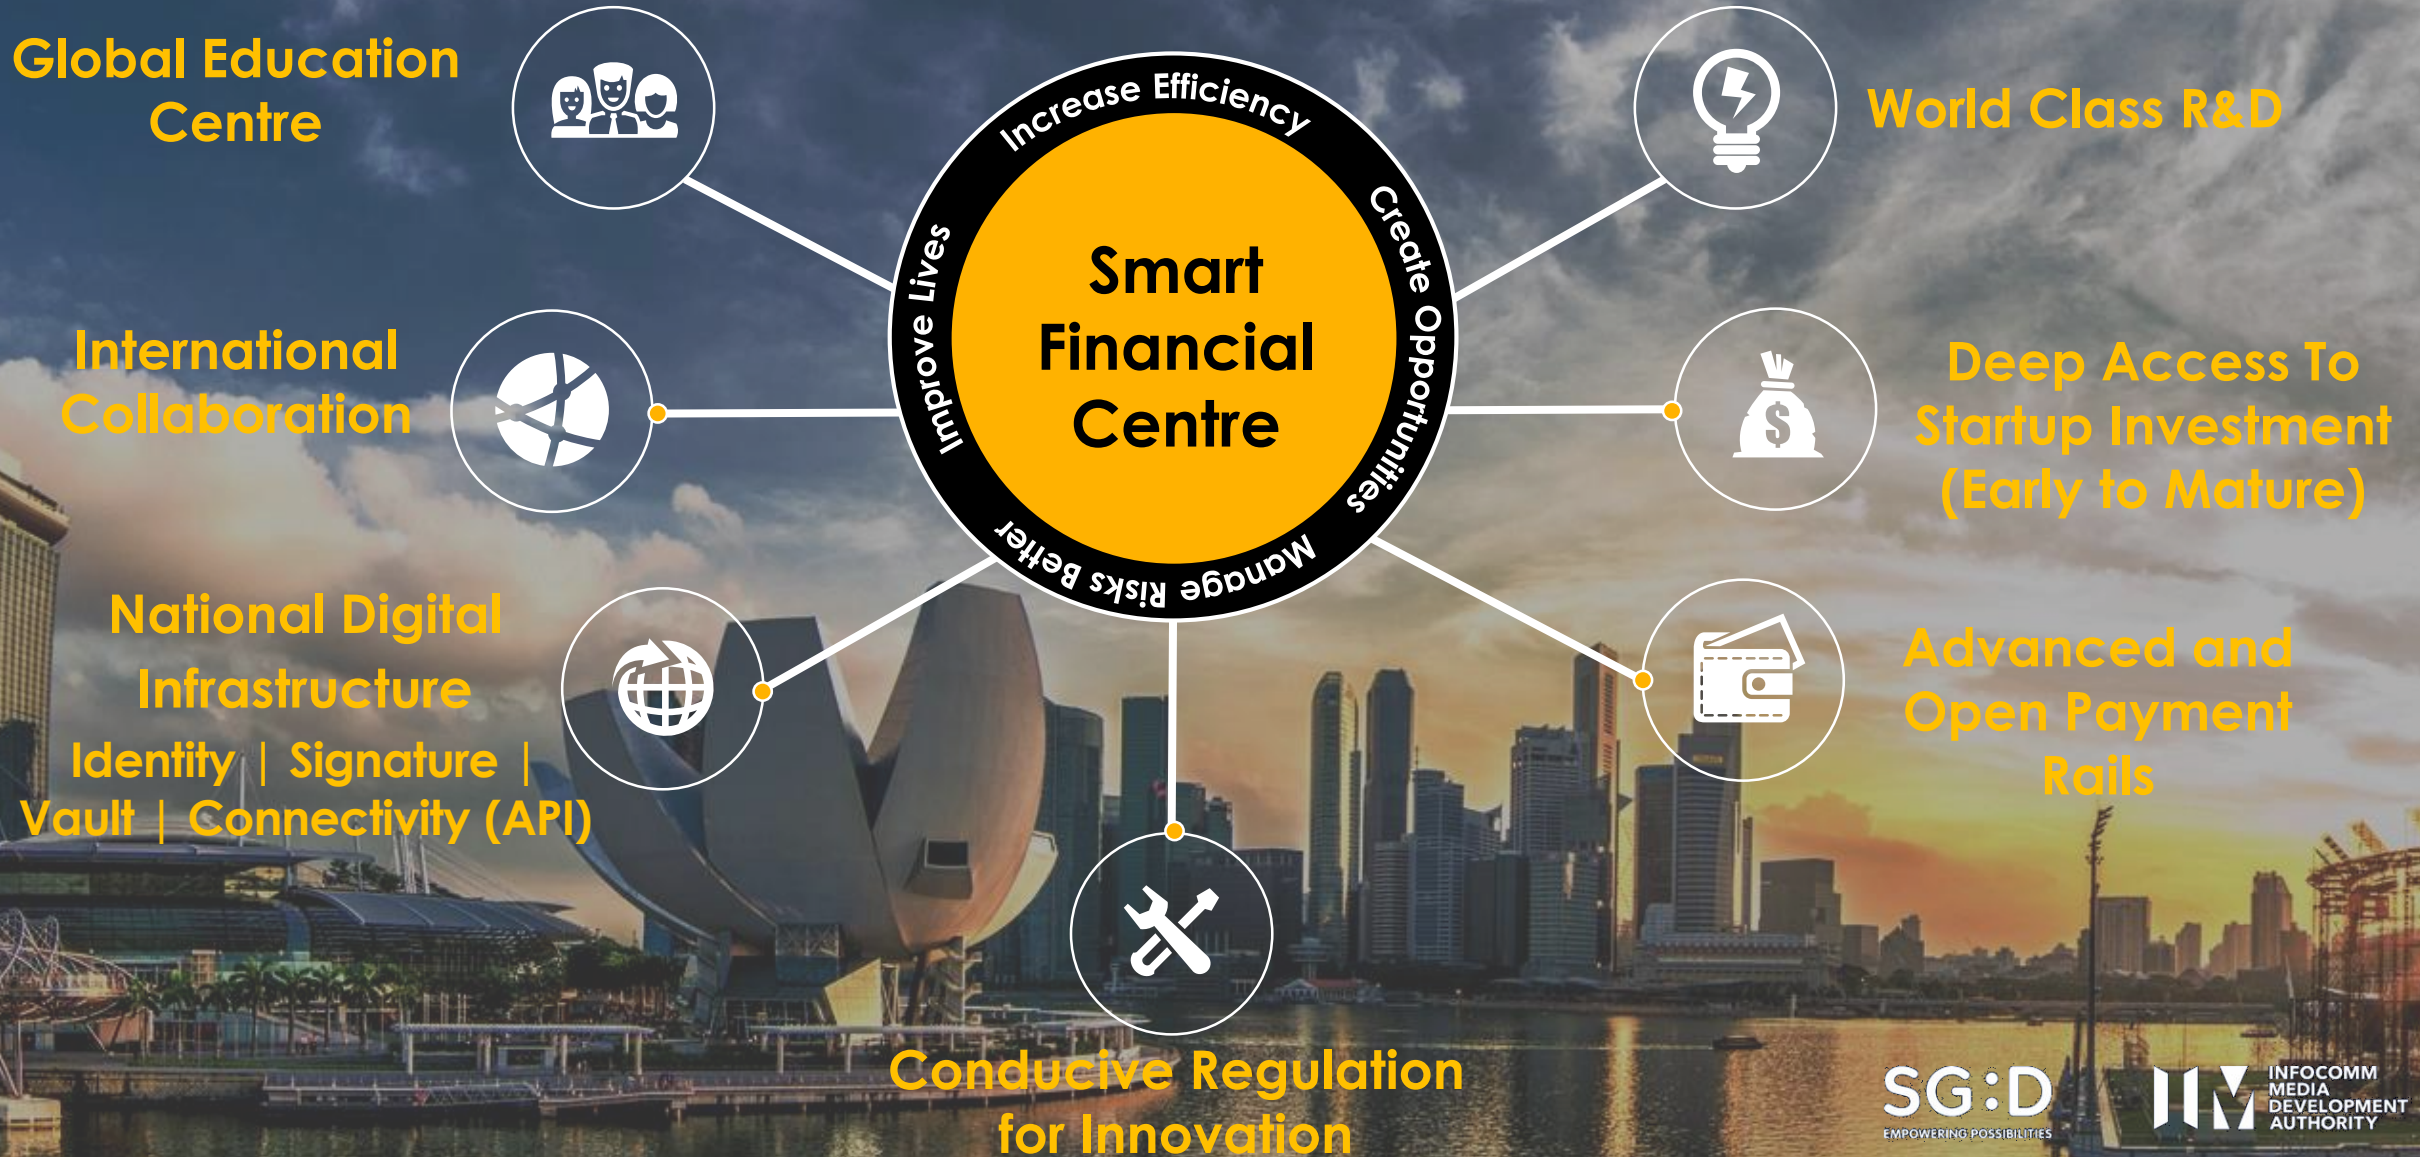 Global Education
Centre
International
Collaboration
National Digital
Infrastructure
Identity | Signature |
Vault | Connectivity (API)
Increase Efficiency
Create Opportunities
Manage Risks Better
Improve Lives
Smart
Financial
Centre
$
World Class R&D
Deep Access To
Startup Investment
(Early to Mature)
Advanced and
Open Payment
Rails
Conducive Regulation
for Innovation
SG:D
EMPOWERING POSSIBILITIES
INFOCOMM
MEDIA
DEVELOPMENT
AUTHORITY